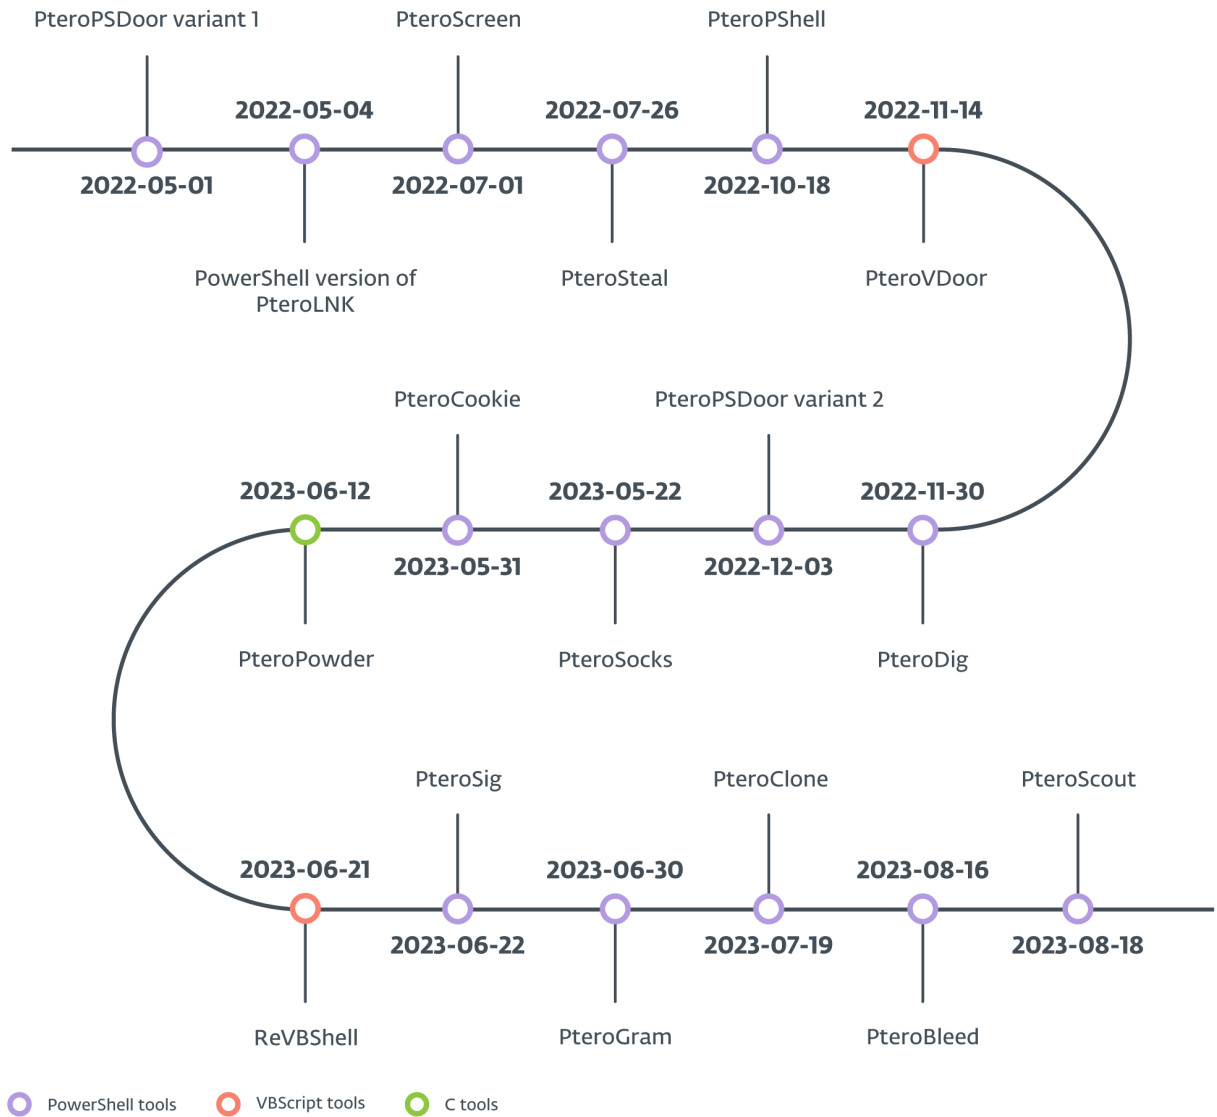 PteroPSDoor variant 1
PteroScreen
PteroPShell
2022-05-04
2022-07-26
2022-11-14
2022-05-01
2022-07-01
2022-10-18
PowerShell version of
PteroLNK
PteroSteal
PteroVDoor
PteroCookie
PteroPSDoor variant 2
2023-06-12
2023-05-22
2022-11-30
2023-05-31
2022-12-03
PteroPowder
PteroSocks
PteroDig
PteroSig
PteroClone
PteroScout
2023-06-21
2023-06-30
2023-08-16
2023-06-22
2023-07-19
2023-08-18
ReVBShell
PteroGram
PteroBleed
PowerShell tools
VBScript tools
C tools